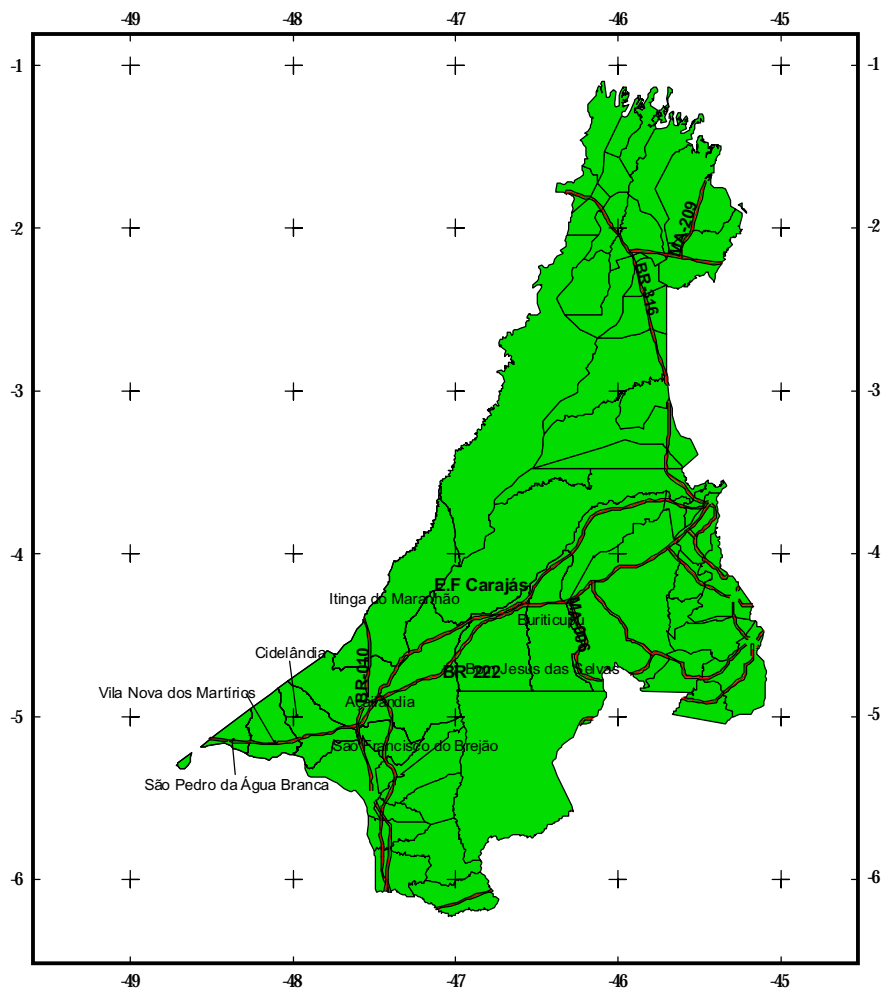 -49 -48 -47 -46 -45
-1 -1
-2 -2
MA-209
BR-316
-3 -3
-4 -4
E.F Carajás
Itinga do Maranhão
MA-006
Buriticupu
Cidelândia
BR-010
BR 222
Bom Jesus das Selvas
Vila Nova dos Martírios
Açailândia
-5 -5
São Francisco do Brejão
São Pedro da Água Branca
-6 -6
-49 -48 -47 -46 -45